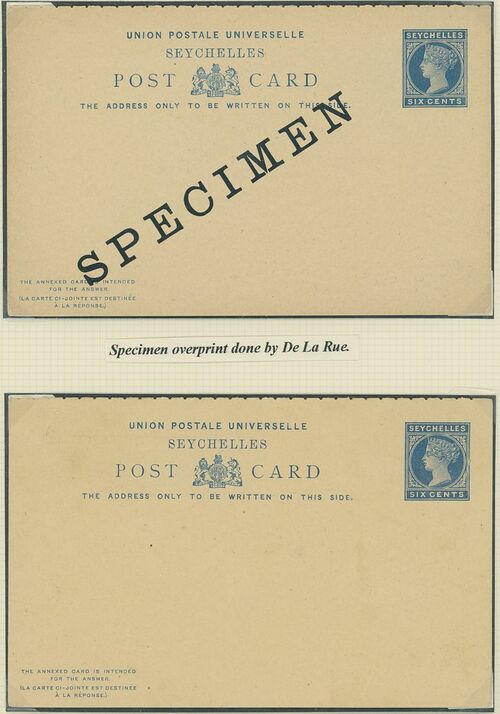 UNION POSTALE UNIVERSELLE
SEYCHELLES
POST CARD
THE ADDRESS ONLY TO BE WRITTEN ON THIS SIDE.
SEYCHELLES
SIX CENTS
SPECIMEN
THE ANNEXED CARD IS INTENDED
FOR THE ANSWER.
(LA CARTE CI-JOINTE EST DESTINÉE
À LA RÉPONSE.)
Specimen overprint done by De La Rue.
UNION POSTALE UNIVERSELLE
SEYCHELLES
POST CARD
THE ADDRESS ONLY TO BE WRITTEN ON THIS SIDE.
SEYCHELLES
SIX CENTS
THE ANNEXED CARD IS INTENDED
FOR THE ANSWER.
(LA CARTE CI-JOINTE EST DESTINÉE
À LA RÉPONSE.)